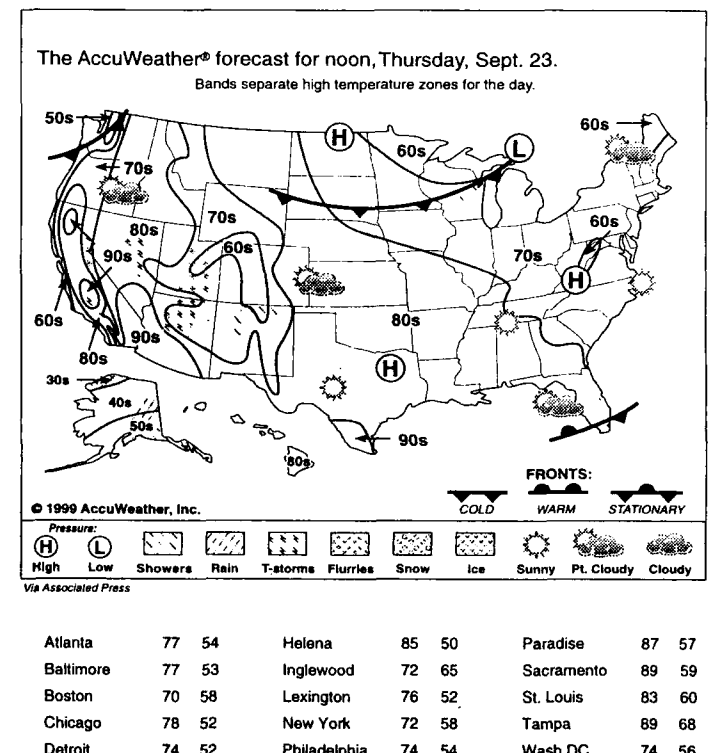 The AccuWeather® forecast for noon, Thursday, Sept. 23.
Bands separate high temperature zones for the day.
50s
H
60s
L
60s
70s
80s
70s
60s
60s
90s
70s
H
60s
80s
90s
80s
H
30s
40s
50s
80s
90s
FRONTS:
COLD WARM STATIONARY
© 1999 AccuWeather, Inc.
Pressure:
H L
High Low Showers Rain T-storms Flurries Snow Ice Sunny Pt. Cloudy Cloudy
Via Associated Press
Atlanta 77 54 Helena 85 50 Paradise 87 57
Baltimore 77 53 Inglewood 72 65 Sacramento 89 59
Boston 70 58 Lexington 76 52 St. Louis 83 60
Chicago 78 52 New York 72 58 Tampa 89 68
Detroit 74 52 Philadelphia 74 54 Wash DC 74 56